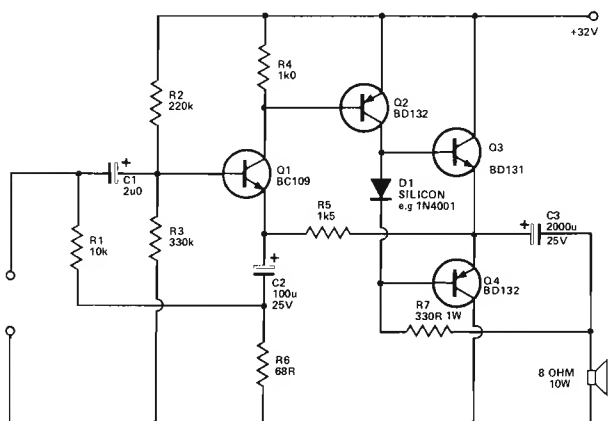 +32V
R4
1k0
R2
220k
Q2
BD132
Q3
BD131
Q1
BC109
+
C1
2u0
D1
SILICON
e.g 1N4001
R5
1k5
+
C3
2000u
25V
R1
10k
R3
330k
+
C2
100u
25V
Q4
BD132
R7
330R 1W
R6
68R
8 OHM
10W